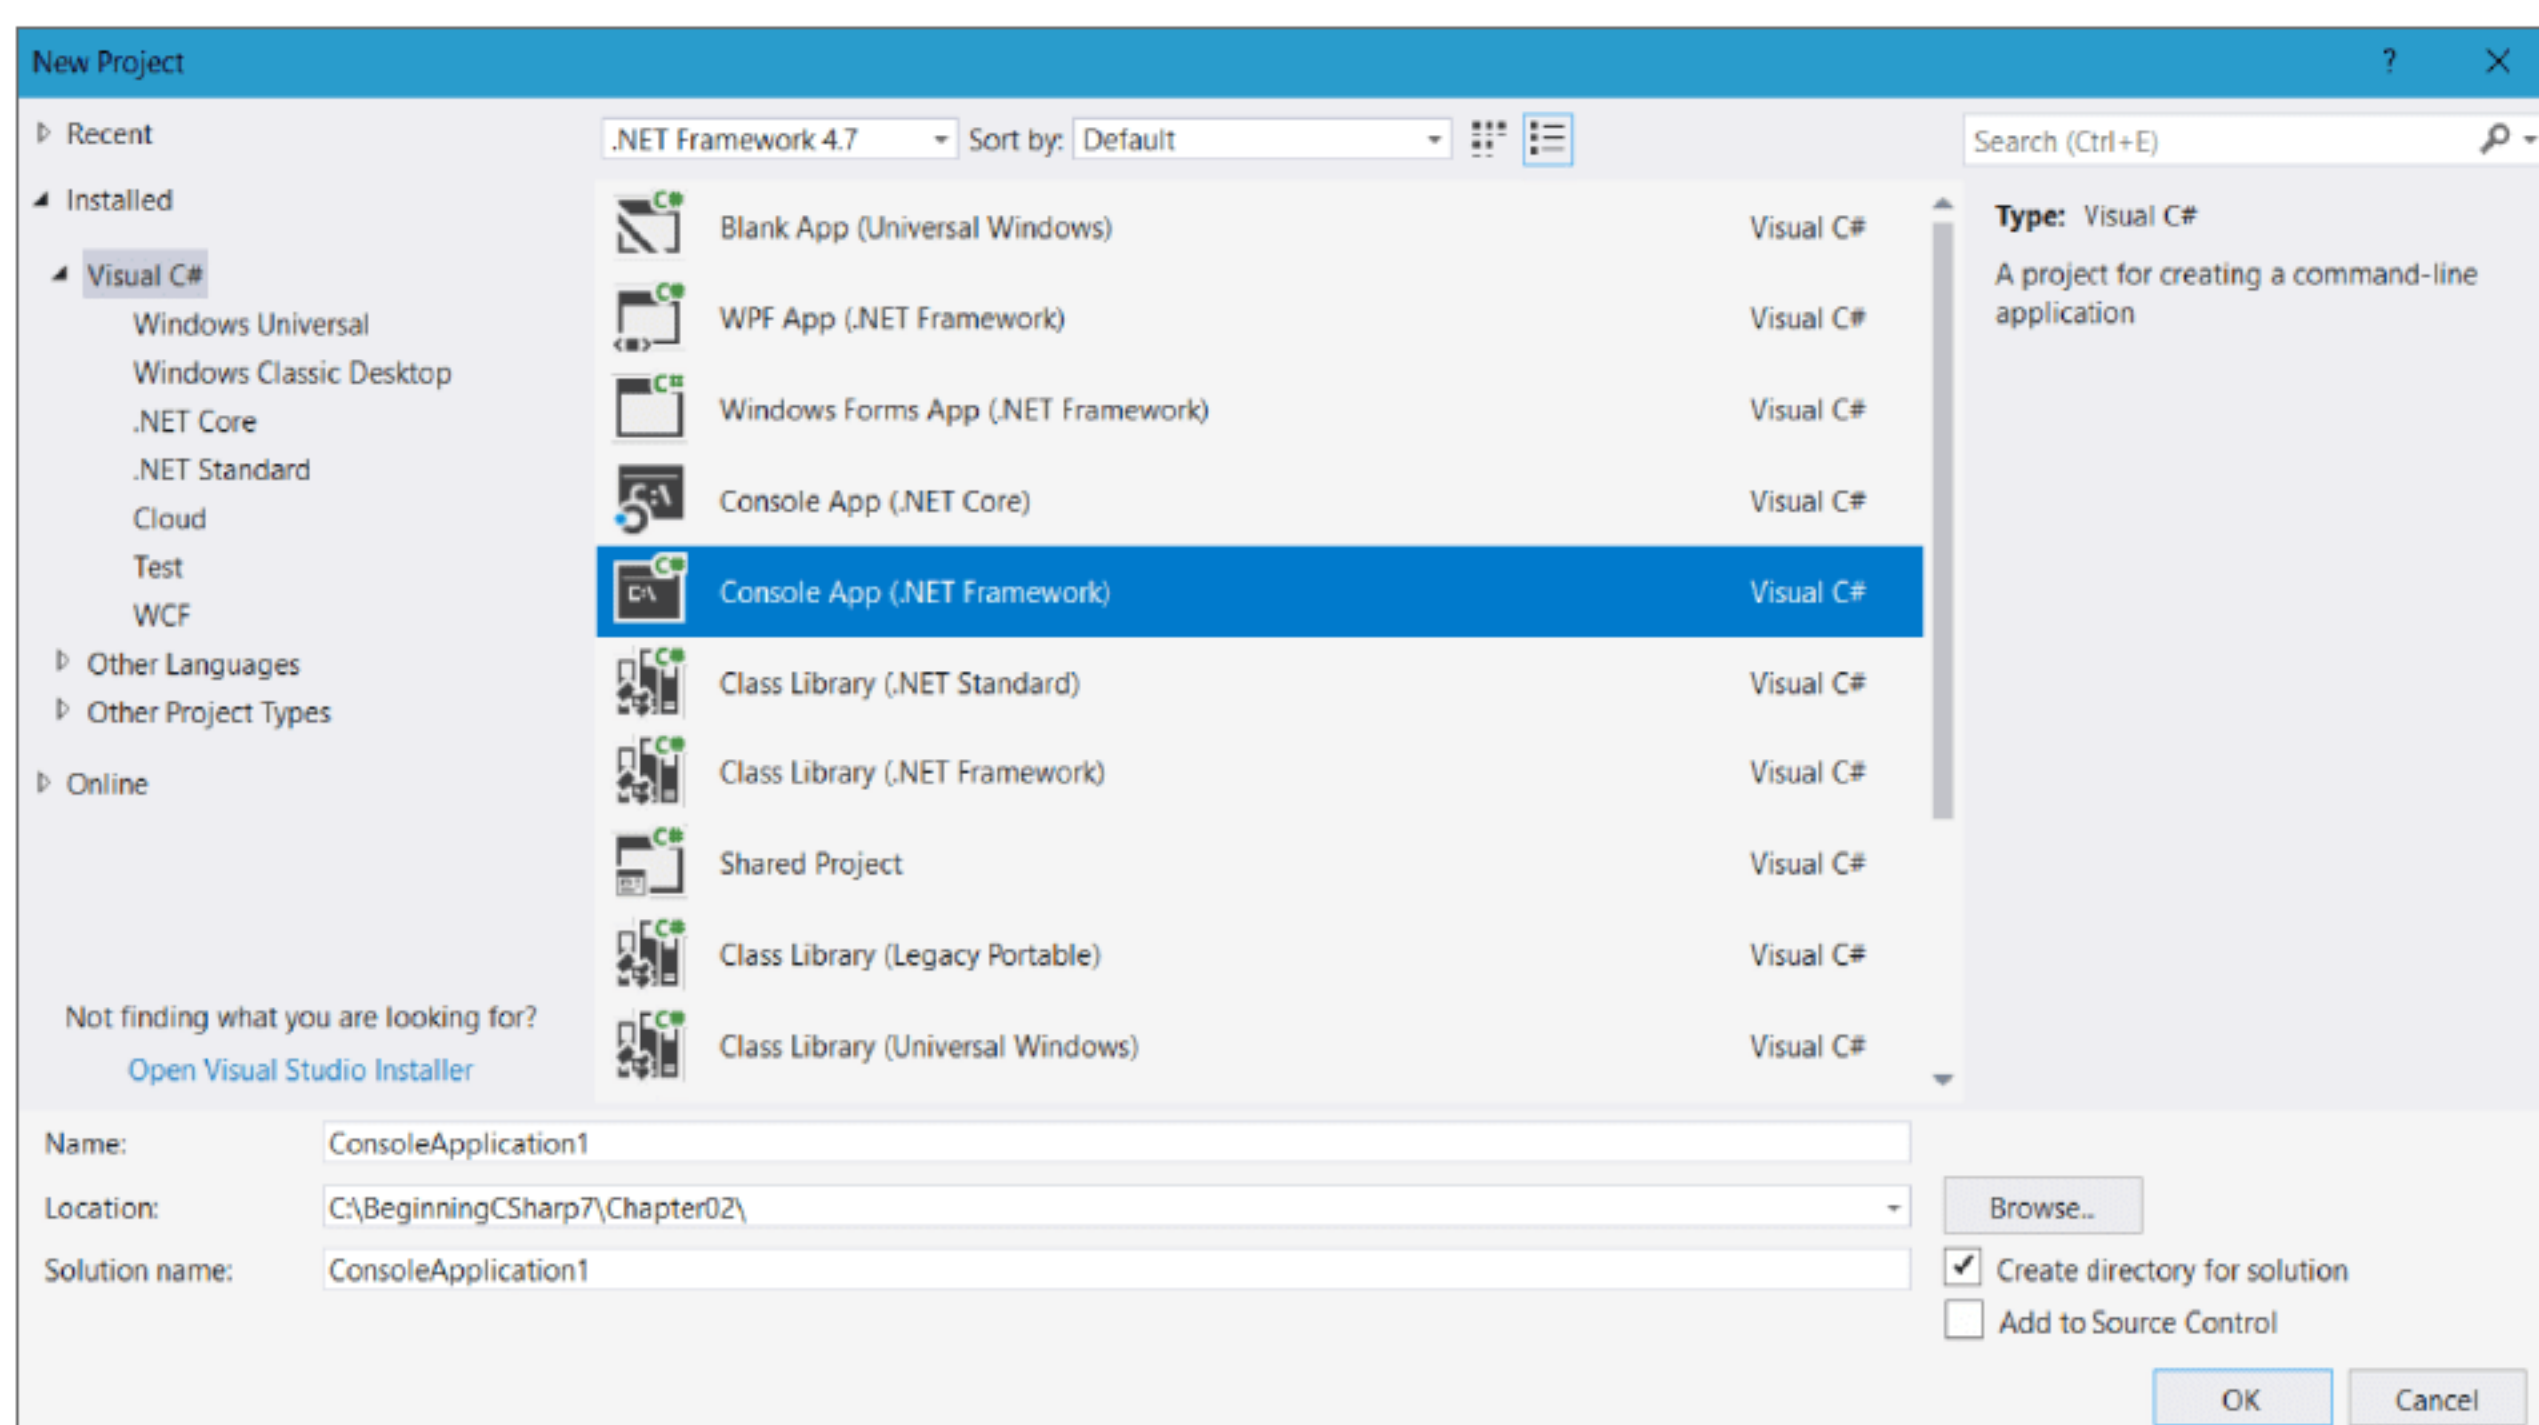 New Project
?
Recent
.NET Framework 4.7
Sort by:
Default
Search (Ctrl+E)
Installed
Visual C#
Windows Universal
Windows Classic Desktop
.NET Core
.NET Standard
Cloud
Test
WCF
Other Languages
Other Project Types
Online
Not finding what you are looking for?
Open Visual Studio Installer
Blank App (Universal Windows) Visual C#
WPF App (.NET Framework) Visual C#
Windows Forms App (.NET Framework) Visual C#
Console App (.NET Core) Visual C#
Console App (.NET Framework) Visual C#
Class Library (.NET Standard) Visual C#
Class Library (.NET Framework) Visual C#
Shared Project Visual C#
Class Library (Legacy Portable) Visual C#
Class Library (Universal Windows) Visual C#
Type: Visual C#
A project for creating a command-line
application
Name: ConsoleApplication1
Location: C:\BeginningCSharp7\Chapter02\
Browse...
Solution name: ConsoleApplication1
Create directory for solution
Add to Source Control
OK
Cancel